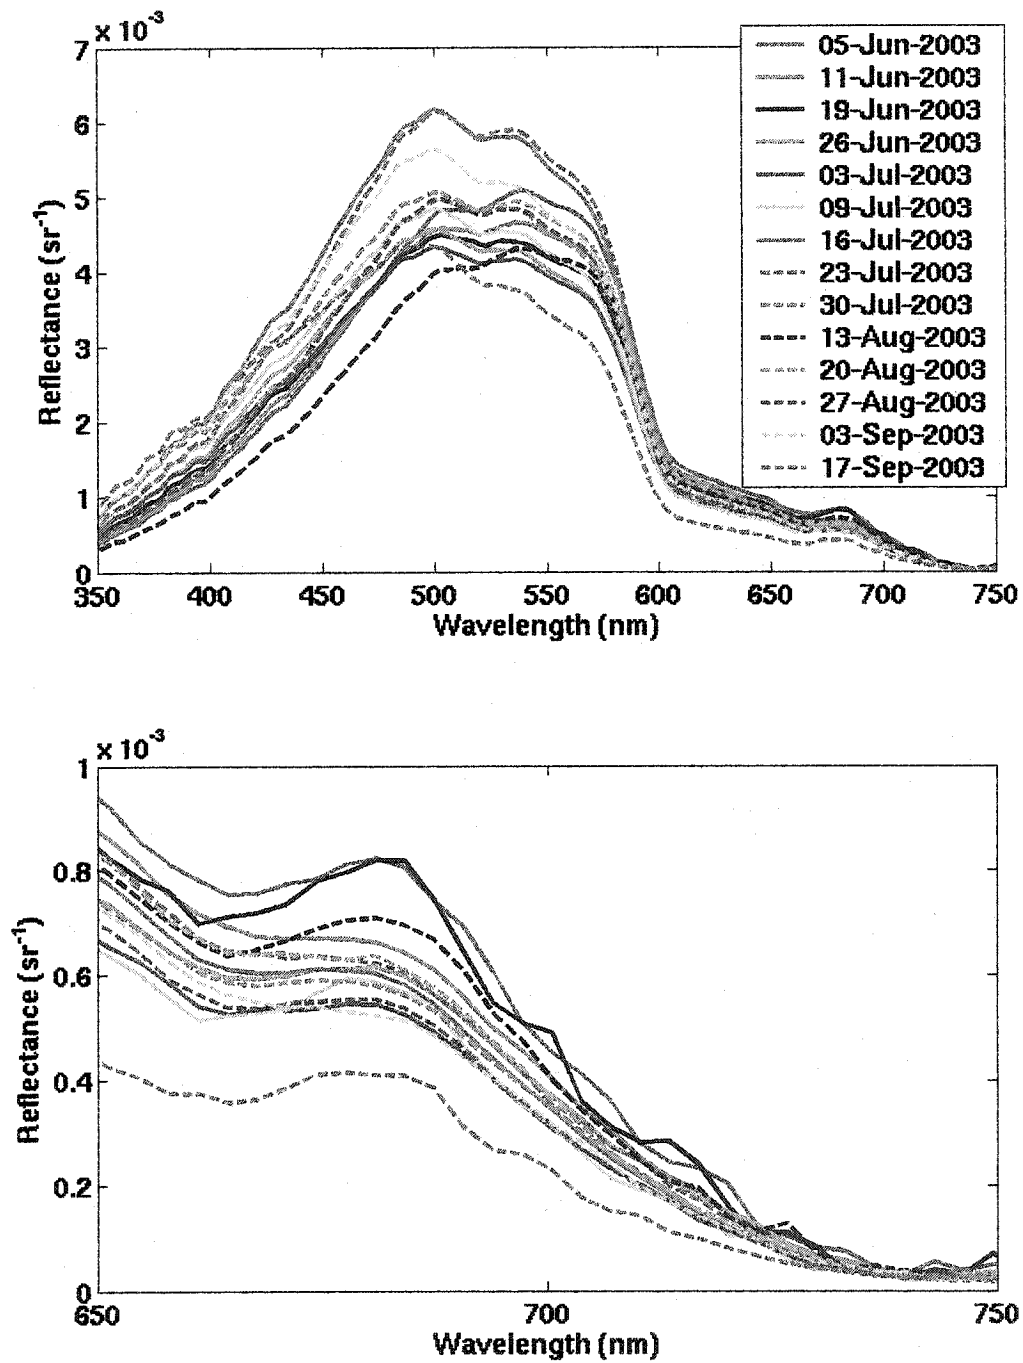 × 10⁻³
7
6
5
4
3
2
1
0
Reflectance (sr⁻¹)
350 400 450 500 550 600 650 700 750
Wavelength (nm)
05-Jun-2003
11-Jun-2003
19-Jun-2003
26-Jun-2003
03-Jul-2003
09-Jul-2003
16-Jul-2003
23-Jul-2003
30-Jul-2003
13-Aug-2003
20-Aug-2003
27-Aug-2003
03-Sep-2003
17-Sep-2003
× 10⁻³
1
0.8
0.6
0.4
0.2
0
Reflectance (sr⁻¹)
650 700 750
Wavelength (nm)